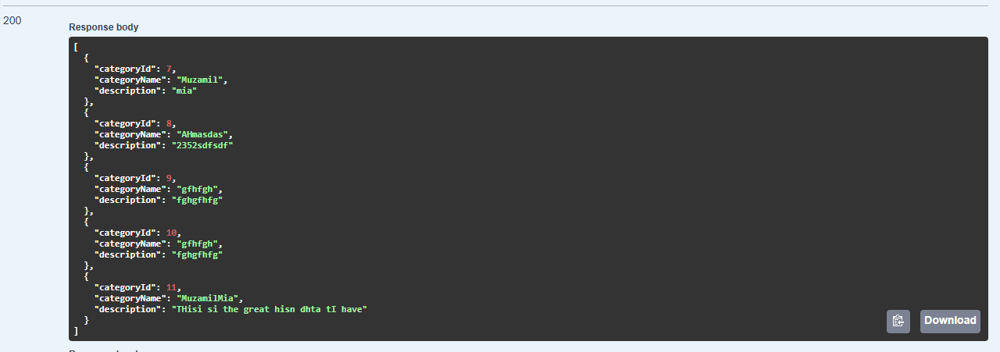 200
Response body
[
  {
    "categoryId": 7,
    "categoryName": "Muzamil",
    "description": "mia"
  },
  {
    "categoryId": 8,
    "categoryName": "AHmasdas",
    "description": "2352sdfsdf"
  },
  {
    "categoryId": 9,
    "categoryName": "gfhfgh",
    "description": "fghgfhfg"
  },
  {
    "categoryId": 10,
    "categoryName": "gfhfgh",
    "description": "fghgfhfg"
  },
  {
    "categoryId": 11,
    "categoryName": "MuzamilMia",
    "description": "THisi si the great hisn dhta tI have"
  }
]
Download